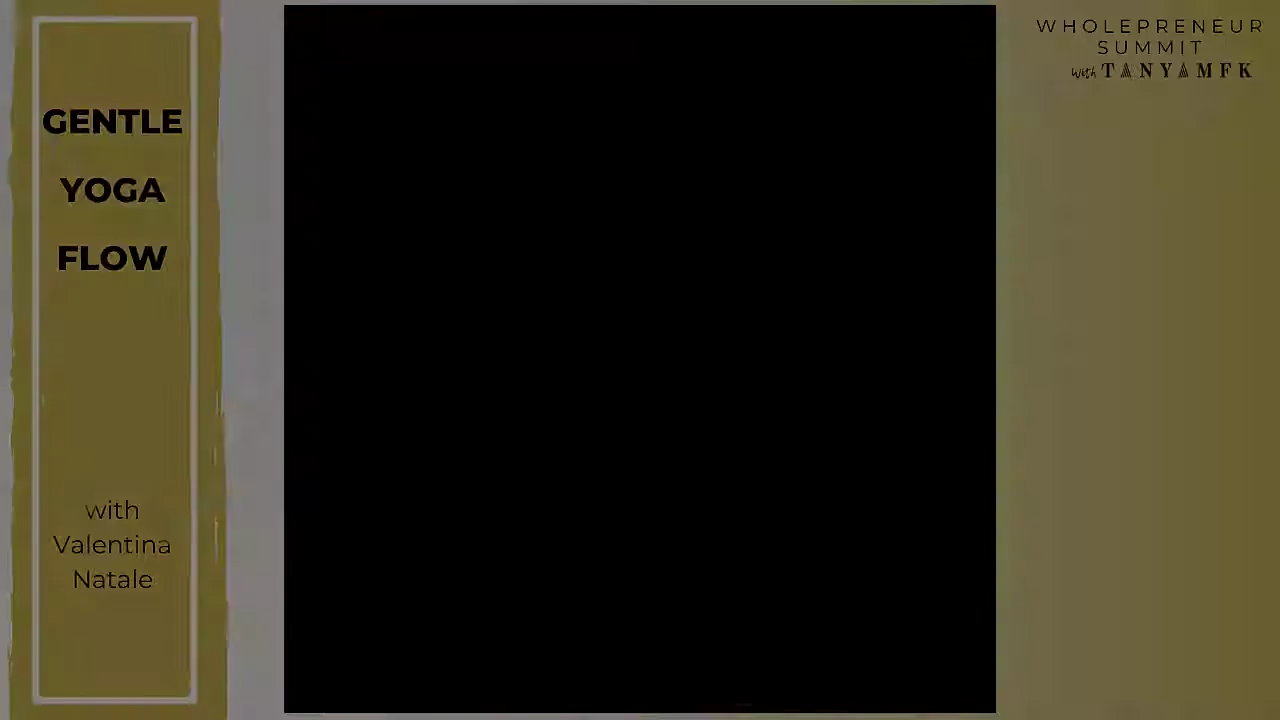 GENTLE
YOGA
FLOW
with
Valentina
Natale
WHOLEPRENEUR
SUMMIT
with TANYAMFK